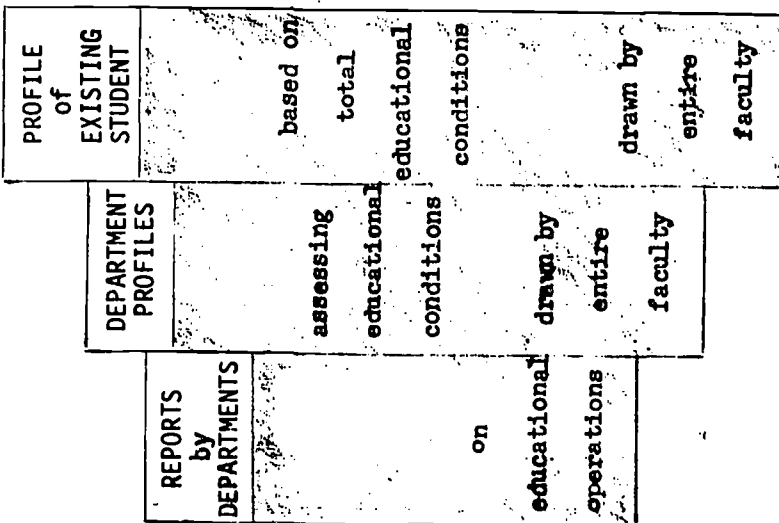 REPORTS
by
DEPARTMENTS
on
educational
operations
DEPARTMENT
PROFILES
assessing
educational
conditions
drawn by
entire
faculty
PROFILE
of
EXISTING
STUDENT
based on
total
educational
conditions
drawn by
entire
faculty